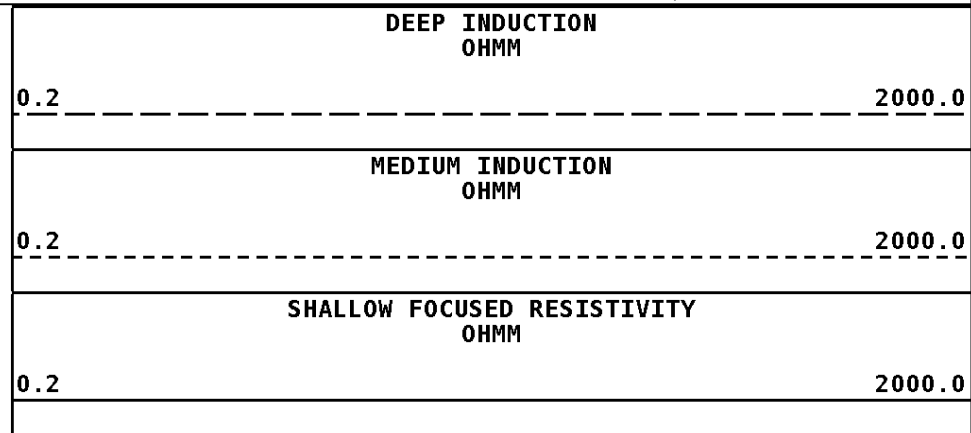 DEEP INDUCTION
OHMM
0.2 2000.0
MEDIUM INDUCTION
OHMM
0.2 2000.0
SHALLOW FOCUSED RESISTIVITY
OHMM
0.2 2000.0